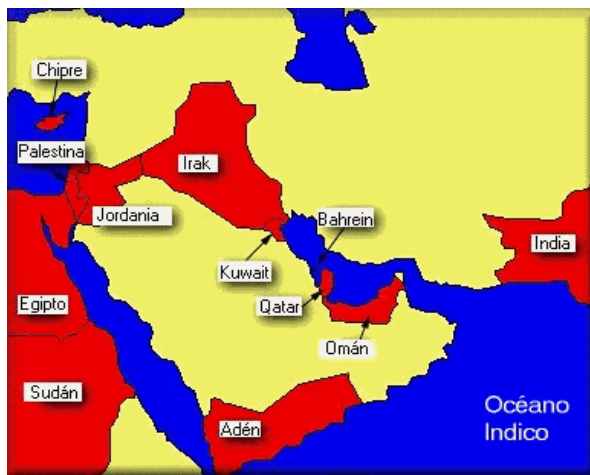 Chipre
Palestina
Irak
Jordania
Bahrein
India
Kuwait
Egipto
Qatar
Omán
Sudán
Adén
Océano
Indico